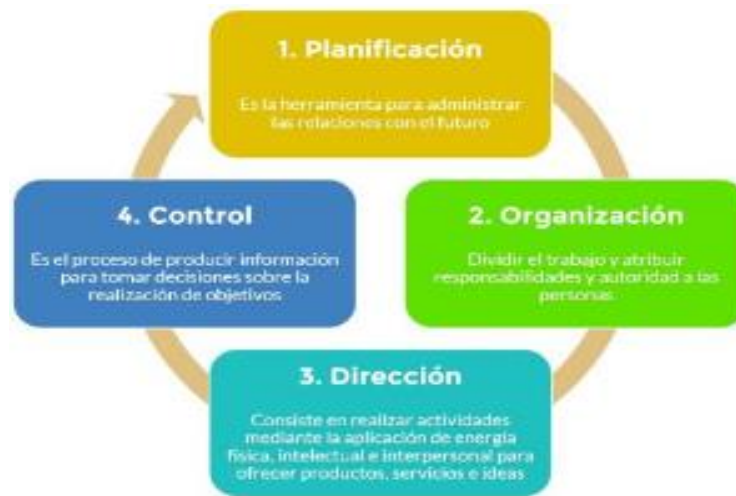 1. Planificación
Es la herramienta para administrar
las relaciones con el futuro
2. Organización
Dividir el trabajo y atribuir
responsabilidades y autoridad a las
personas
3. Dirección
Consiste en realizar actividades
mediante la aplicación de energía
física, intelectual e interpersonal para
ofrecer productos, servicios e ideas
4. Control
Es el proceso de producir información
para tomar decisiones sobre la
realización de objetivos